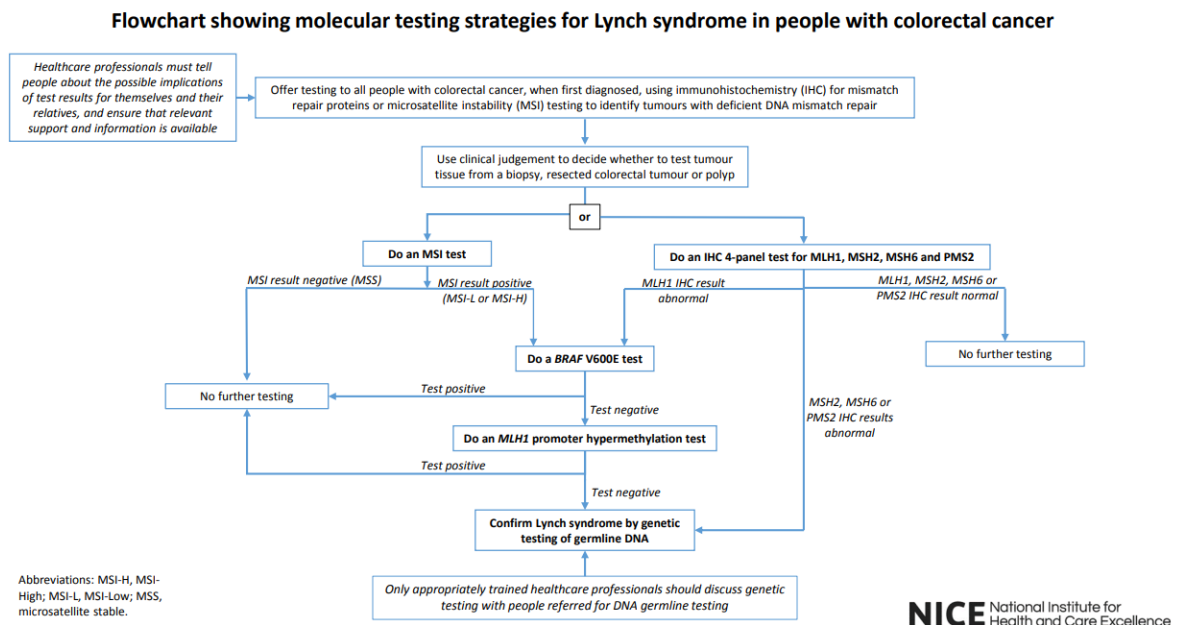 Flowchart showing molecular testing strategies for Lynch syndrome in people with colorectal cancer
Healthcare professionals must tell
people about the possible implications
of test results for themselves and their
relatives, and ensure that relevant
support and information is available
Offer testing to all people with colorectal cancer, when first diagnosed, using immunohistochemistry (IHC) for mismatch
repair proteins or microsatellite instability (MSI) testing to identify tumours with deficient DNA mismatch repair
Use clinical judgement to decide whether to test tumour
tissue from a biopsy, resected colorectal tumour or polyp
or
Do an MSI test
Do an IHC 4-panel test for MLH1, MSH2, MSH6 and PMS2
MSI result negative (MSS)
MSI result positive
(MSI-L or MSI-H)
MLH1 IHC result
abnormal
MLH1, MSH2, MSH6 or
PMS2 IHC result normal
Do a BRAF V600E test
No further testing
No further testing
Test positive
Test negative
MSH2, MSH6 or
PMS2 IHC results
abnormal
Do an MLH1 promoter hypermethylation test
Test positive
Test negative
Confirm Lynch syndrome by genetic
testing of germline DNA
Only appropriately trained healthcare professionals should discuss genetic
testing with people referred for DNA germline testing
Abbreviations: MSI-H, MSI-
High; MSI-L, MSI-Low; MSS,
microsatellite stable.
NICE National Institute for
Health and Care Excellence